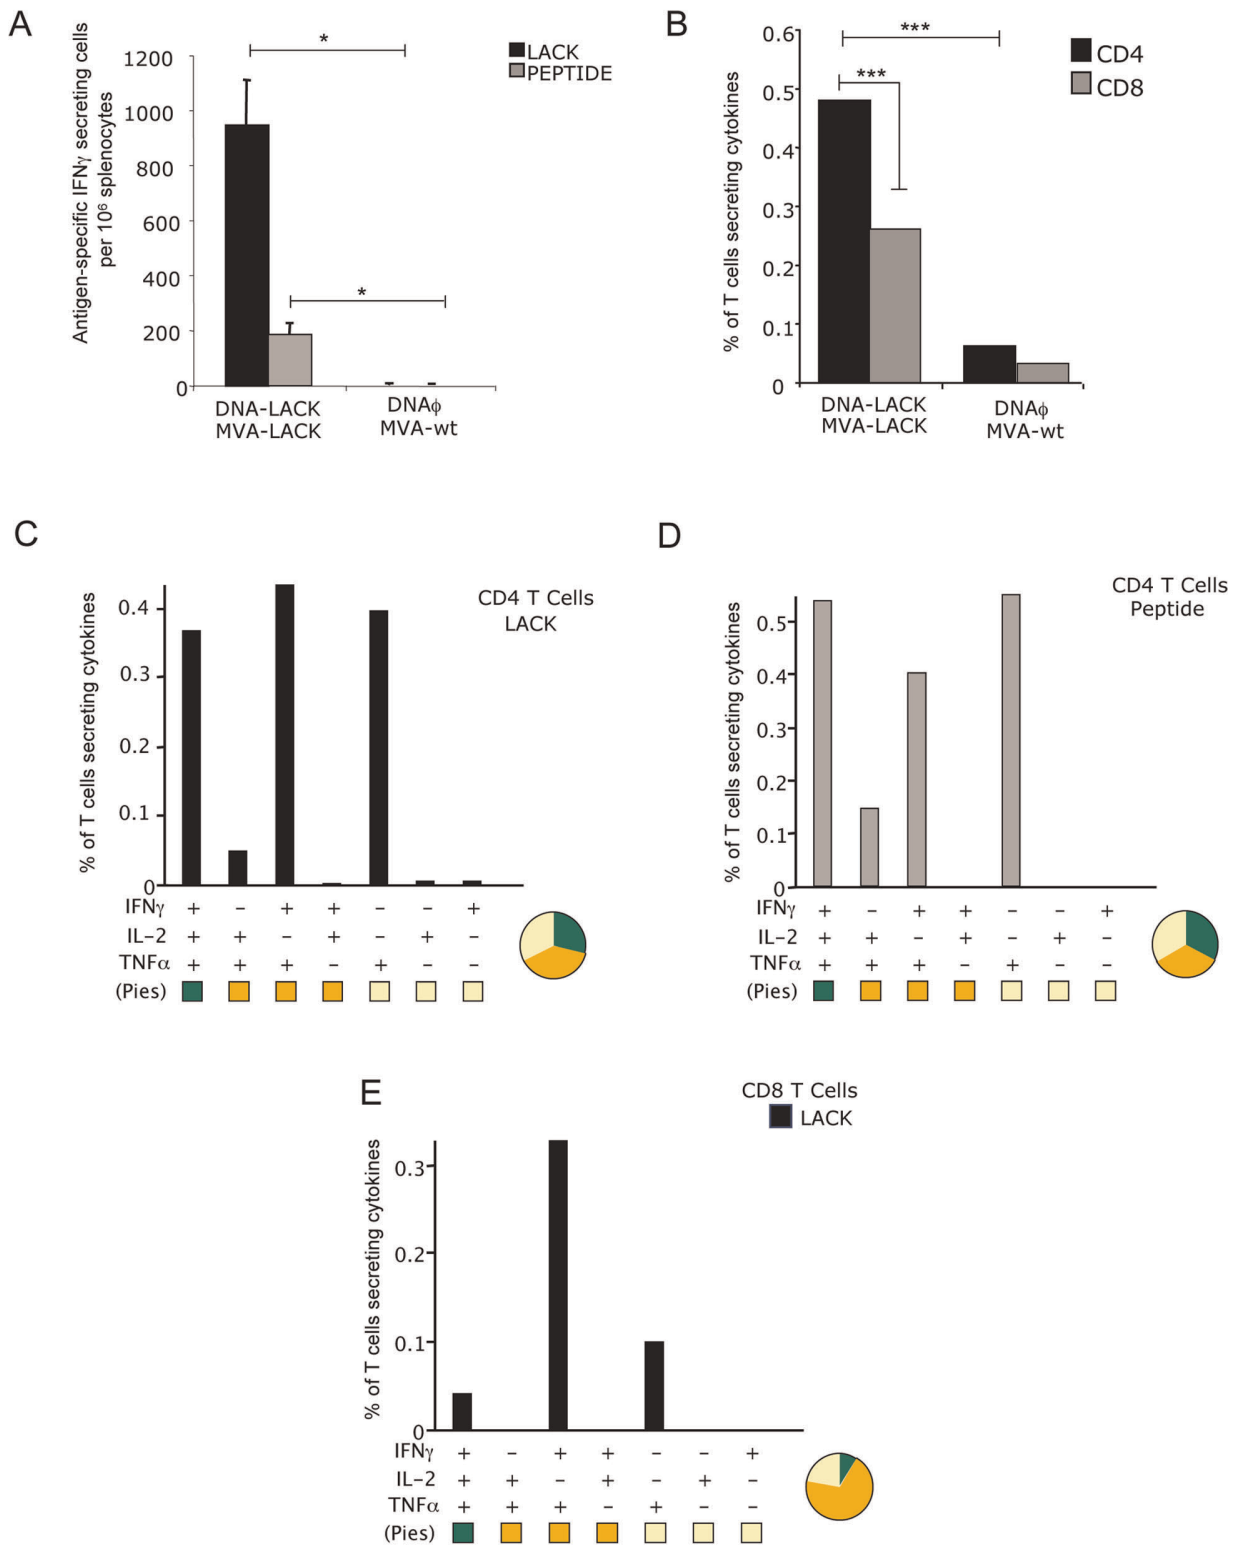 A
Antigen-specific IFNγ secreting cells
per 10⁶ splenocytes
1200
1000
800
600
400
200
0
*
*
LACK
PEPTIDE
DNA-LACK
MVA-LACK
DNAϕ
MVA-wt
B
% of T cells secreting cytokines
0.6
0.5
0.4
0.3
0.2
0.1
0
***
***
CD4
CD8
DNA-LACK
MVA-LACK
DNAϕ
MVA-wt
C
% of T cells secreting cytokines
0.4
0.3
0.2
0.1
0
CD4 T Cells
LACK
IFNγ + − + + − − +
IL−2 + + − + − + −
TNFα + + + − + − −
(Pies)
D
% of T cells secreting cytokines
0.5
0.4
0.3
0.2
0.1
0
CD4 T Cells
Peptide
IFNγ + − + + − − +
IL−2 + + − + − + −
TNFα + + + − + − −
(Pies)
E
% of T cells secreting cytokines
0.3
0.2
0.1
0
CD8 T Cells
LACK
IFNγ + − + + − − +
IL−2 + + − + − + −
TNFα + + + − + − −
(Pies)